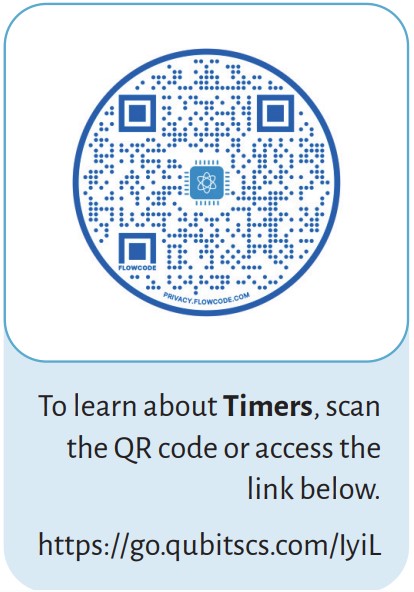 FLOWCODE
PRIVACY.FLOWCODE.COM
To learn about Timers, scan
the QR code or access the
link below.
https://go.qubitscs.com/IyiL